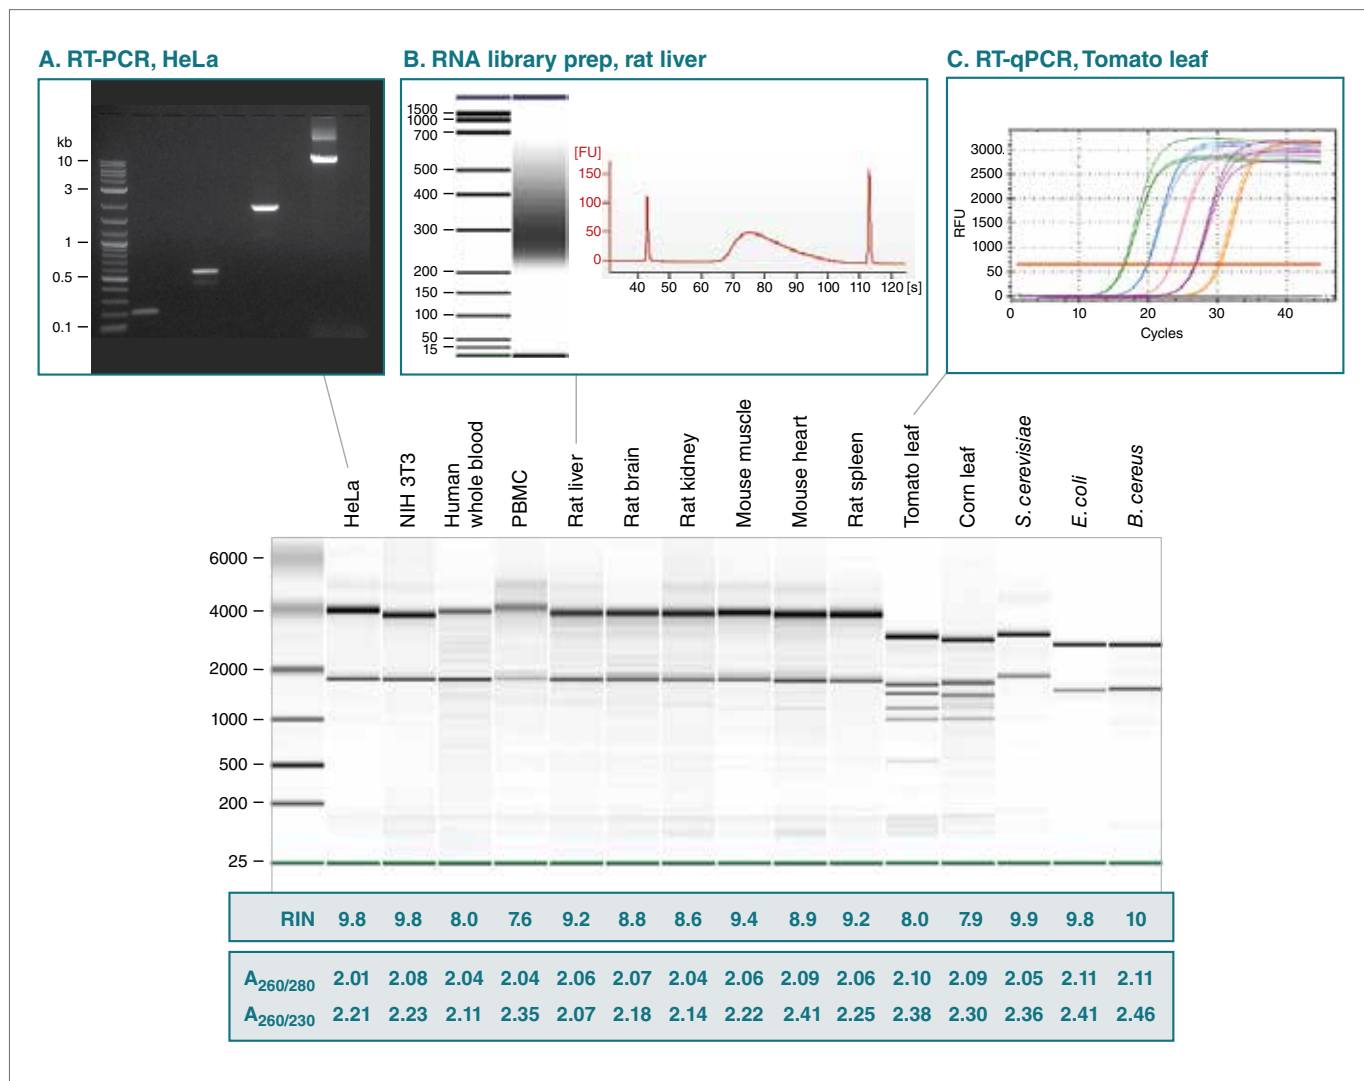 A. RT-PCR, HeLa
kb
10
3
1
0.5
0.1
B. RNA library prep, rat liver
1500
1000
700
500
400
300
200
150
100
50
15
[FU]
150
100
50
0
40 50 60 70 80 90 100 110 120 [s]
C. RT-qPCR, Tomato leaf
RFU
3000
2500
2000
1500
1000
50
0
0 10 20 30 40
Cycles
HeLa
NIH 3T3
Human
whole blood
PBMC
Rat liver
Rat brain
Rat kidney
Mouse muscle
Mouse heart
Rat spleen
Tomato leaf
Corn leaf
S. cerevisiae
E. coli
B. cereus
6000
4000
2000
1000
500
200
25
RIN 9.8 9.8 8.0 7.6 9.2 8.8 8.6 9.4 8.9 9.2 8.0 7.9 9.9 9.8 10
A260/280 2.01 2.08 2.04 2.04 2.06 2.07 2.04 2.06 2.09 2.06 2.10 2.09 2.05 2.11 2.11
A260/230 2.21 2.23 2.11 2.35 2.07 2.18 2.14 2.22 2.41 2.25 2.38 2.30 2.36 2.41 2.46